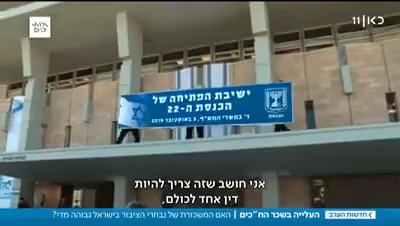 כאן 11
ישיבת הפתיחה של
הכנסת ה-22
הכנסת
אני חושב שזה צריך להיות
דין אחד לכולם,
חדשות הערב
העלייה בשכר הח"כים | האם המשכורת של נבחרי הציבור בישראל גבוהה מדי?